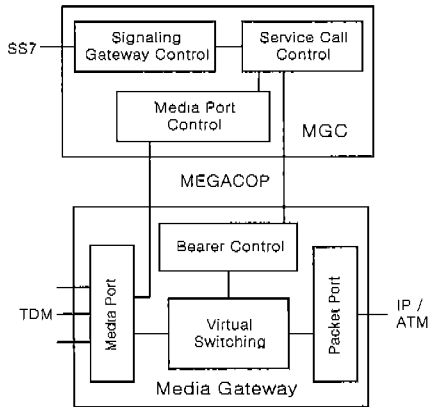 Signaling
Gateway Control
Service Call
Control
SS7
Media Port
Control
MGC
MEGACOP
Bearer Control
Media Port
Virtual
Switching
Packet Port
TDM
IP /
ATM
Media Gateway